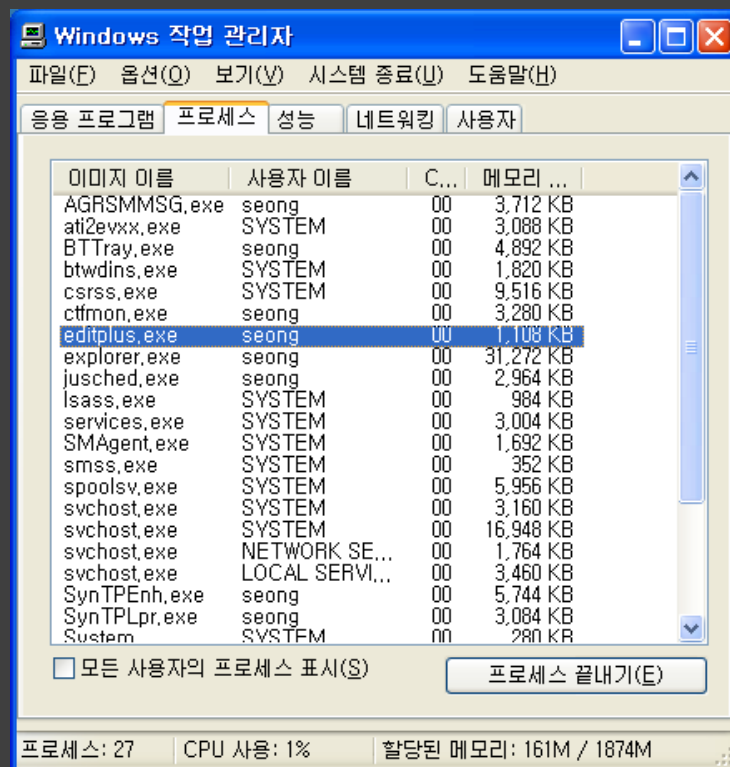 Windows 작업 관리자
파일(F) 옵션(O) 보기(V) 시스템 종료(U) 도움말(H)
응용 프로그램 프로세스 성능 네트워킹 사용자
이미지 이름 사용자 이름 C... 메모리 ...
AGRSMMSG.exe seong 00 3,712 KB
ati2evxx.exe SYSTEM 00 3,088 KB
BTTray.exe seong 00 4,892 KB
btwdins.exe SYSTEM 00 1,820 KB
csrss.exe SYSTEM 00 9,516 KB
ctfmon.exe seong 00 3,280 KB
editplus.exe seong 00 1,108 KB
explorer.exe seong 00 31,272 KB
jusched.exe seong 00 2,964 KB
lsass.exe SYSTEM 00 984 KB
services.exe SYSTEM 00 3,004 KB
SMAgent.exe SYSTEM 00 1,692 KB
smss.exe SYSTEM 00 352 KB
spoolsv.exe SYSTEM 00 5,956 KB
svchost.exe SYSTEM 00 3,160 KB
svchost.exe SYSTEM 00 16,948 KB
svchost.exe NETWORK SE... 00 1,764 KB
svchost.exe LOCAL SERVI... 00 3,460 KB
SynTPEnh.exe seong 00 5,744 KB
SynTPLpr.exe seong 00 3,084 KB
System SYSTEM 00 280 KB
모든 사용자의 프로세스 표시(S) 프로세스 끝내기(E)
프로세스: 27 CPU 사용: 1% 할당된 메모리: 161M / 1874M